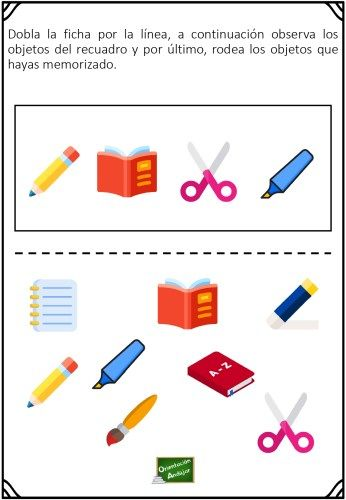 Dobla la ficha por la línea, a continuación observa los
objetos del recuadro y por último, rodea los objetos que
hayas memorizado.
A-Z
Orientación
Andújar